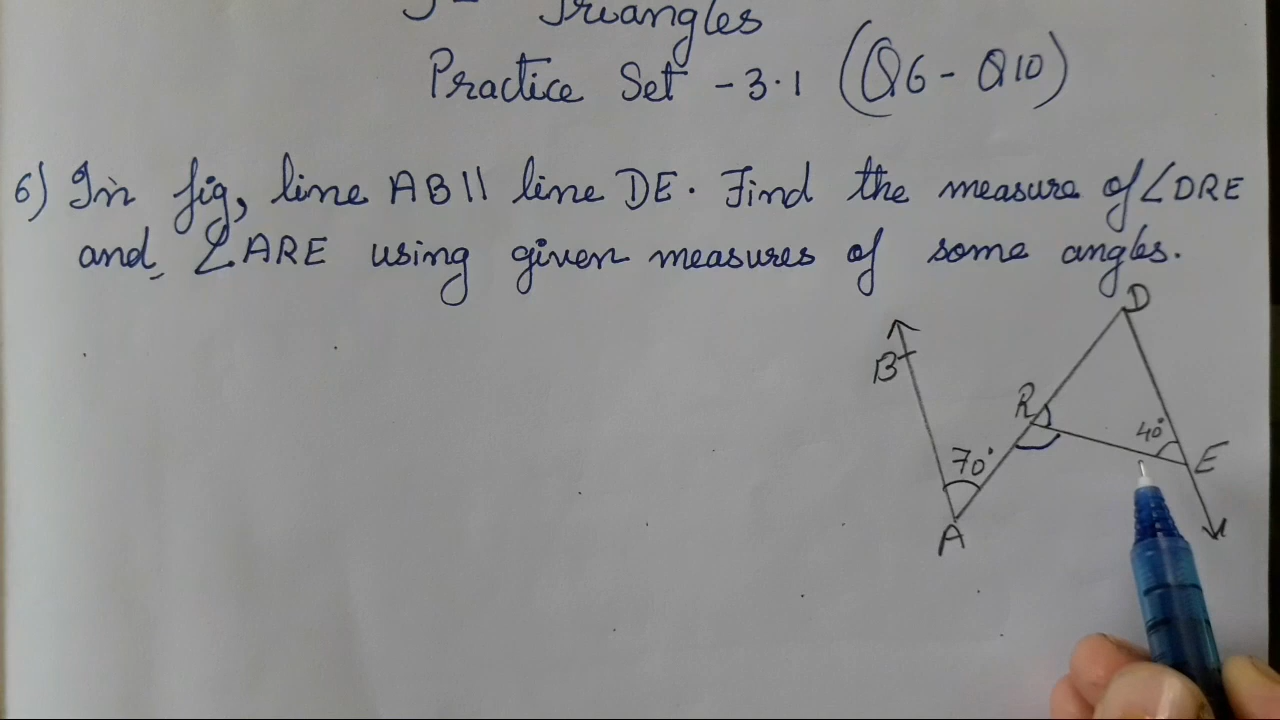 Triangles
Practice Set - 3.1 (Q6 - Q10)
6) In fig, line AB || line DE. Find the measure of ∠DRE
and, ∠ARE using given measures of some angles.
D
B
R
40°
70°
E
A